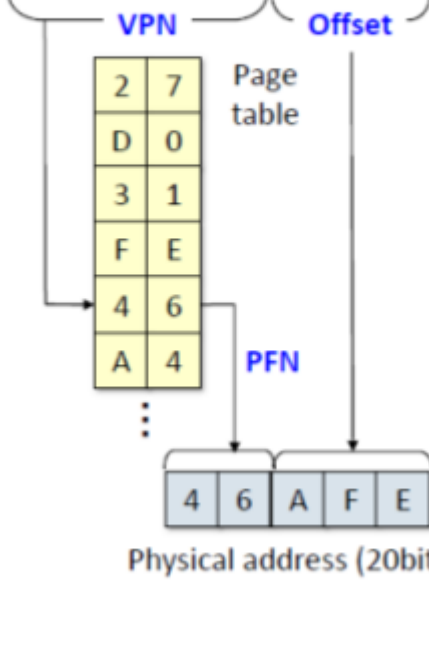 VPN
Offset
Page
table
2 7
D 0
3 1
F E
4 6
A 4
PFN
4 6 A F E
Physical address (20bit